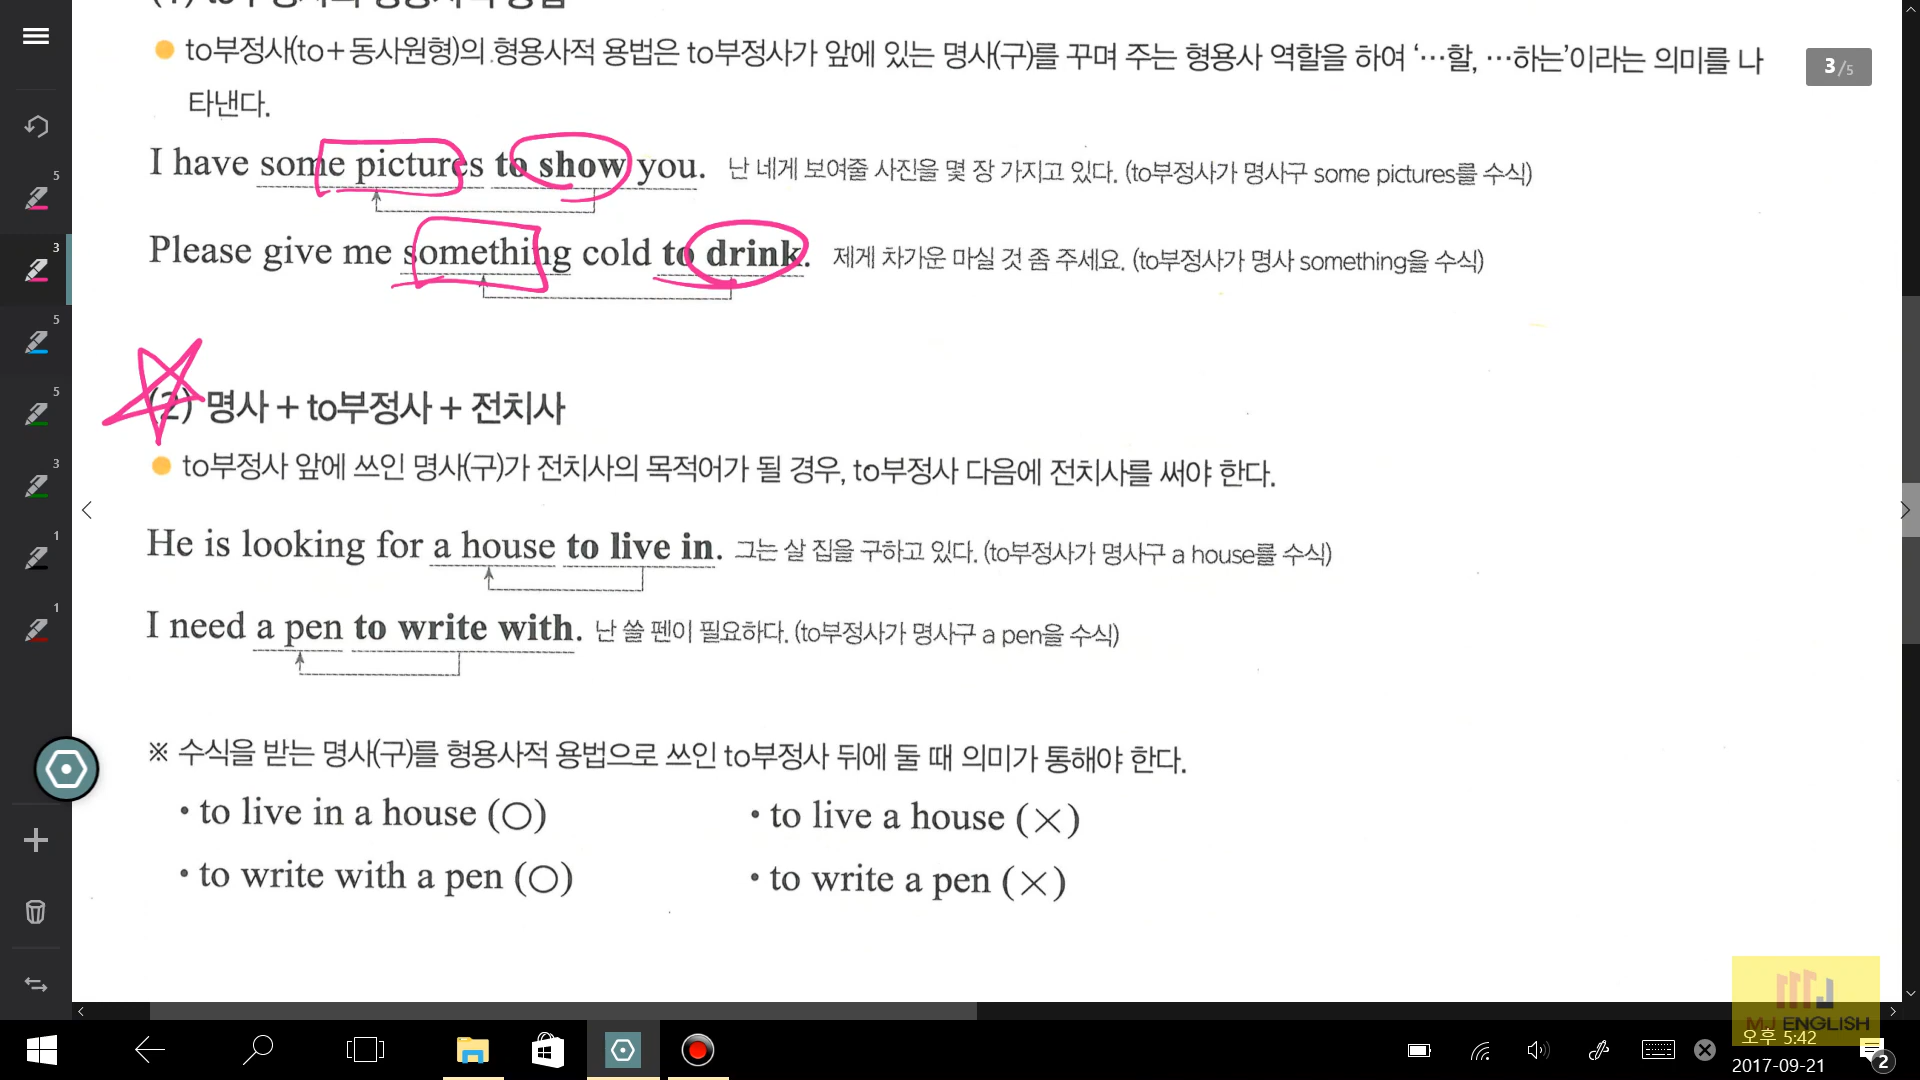 to부정사(to+동사원형)의 형용사적 용법은 to부정사가 앞에 있는 명사(구)를 꾸며 주는 형용사 역할을 하여 ‘…할, …하는’이라는 의미를 나
타낸다.
3/5
I have some pictures to show you. 난 네게 보여줄 사진을 몇 장 가지고 있다. (to부정사가 명사구 some pictures를 수식)
Please give me something cold to drink. 제게 차가운 마실 것 좀 주세요. (to부정사가 명사 something을 수식)
(2) 명사 + to부정사 + 전치사
to부정사 앞에 쓰인 명사(구)가 전치사의 목적어가 될 경우, to부정사 다음에 전치사를 써야 한다.
He is looking for a house to live in. 그는 살 집을 구하고 있다. (to부정사가 명사구 a house를 수식)
I need a pen to write with. 난 쓸 펜이 필요하다. (to부정사가 명사구 a pen을 수식)
※ 수식을 받는 명사(구)를 형용사적 용법으로 쓰인 to부정사 뒤에 둘 때 의미가 통해야 한다.
• to live in a house (○) • to live a house (×)
• to write with a pen (○) • to write a pen (×)
5
3
5
5
3
1
1
MJ ENGLISH
오후 5:42
2017-09-21
2